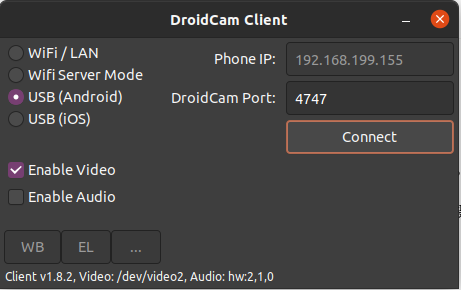 DroidCam Client
WiFi / LAN
Wifi Server Mode
USB (Android)
USB (iOS)
Phone IP: 192.168.199.155
DroidCam Port: 4747
Connect
Enable Video
Enable Audio
WB EL ...
Client v1.8.2, Video: /dev/video2, Audio: hw:2,1,0